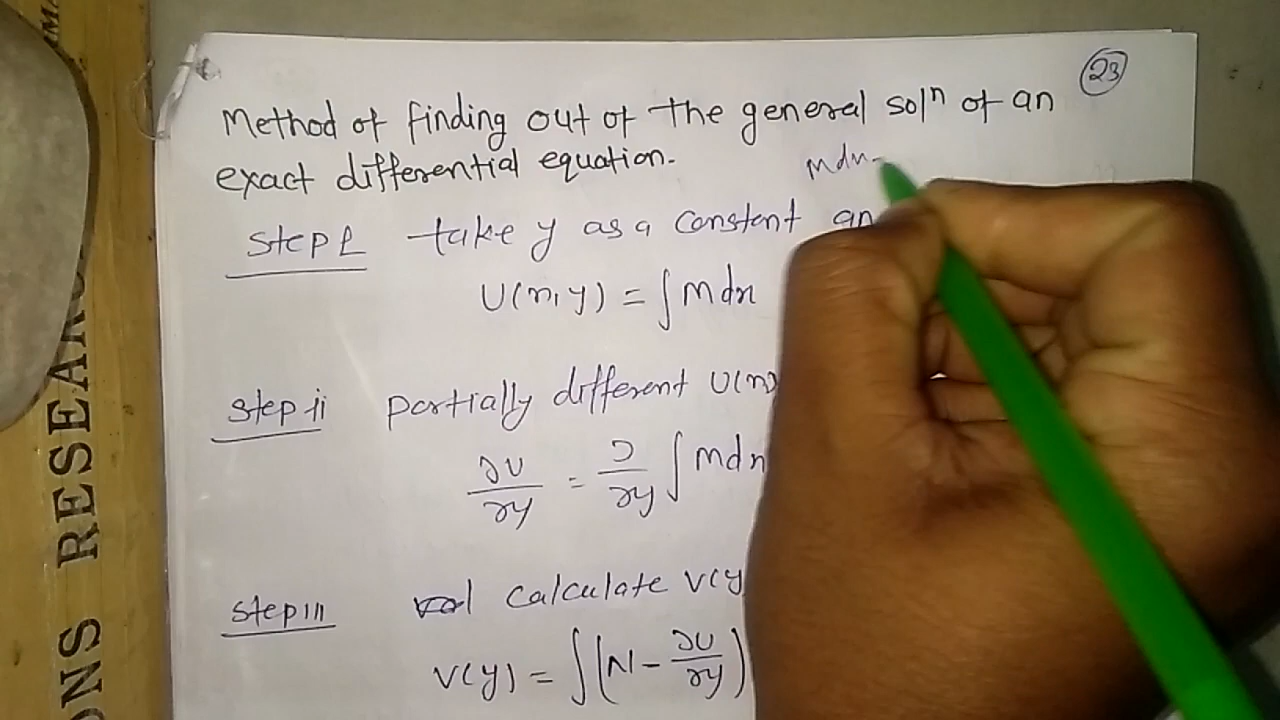 23
Method of finding out of the general solⁿ of an
exact differential equation.
Mdx-
Step I take y as a constant an
U(x,y) = ∫ M dx
Step ii partially different U(x)
∂U/∂y = ∂/∂y ∫ M dx
Step iii Calculate V(y
V(y) = ∫(N - ∂U/∂y)
ONS RESEAR